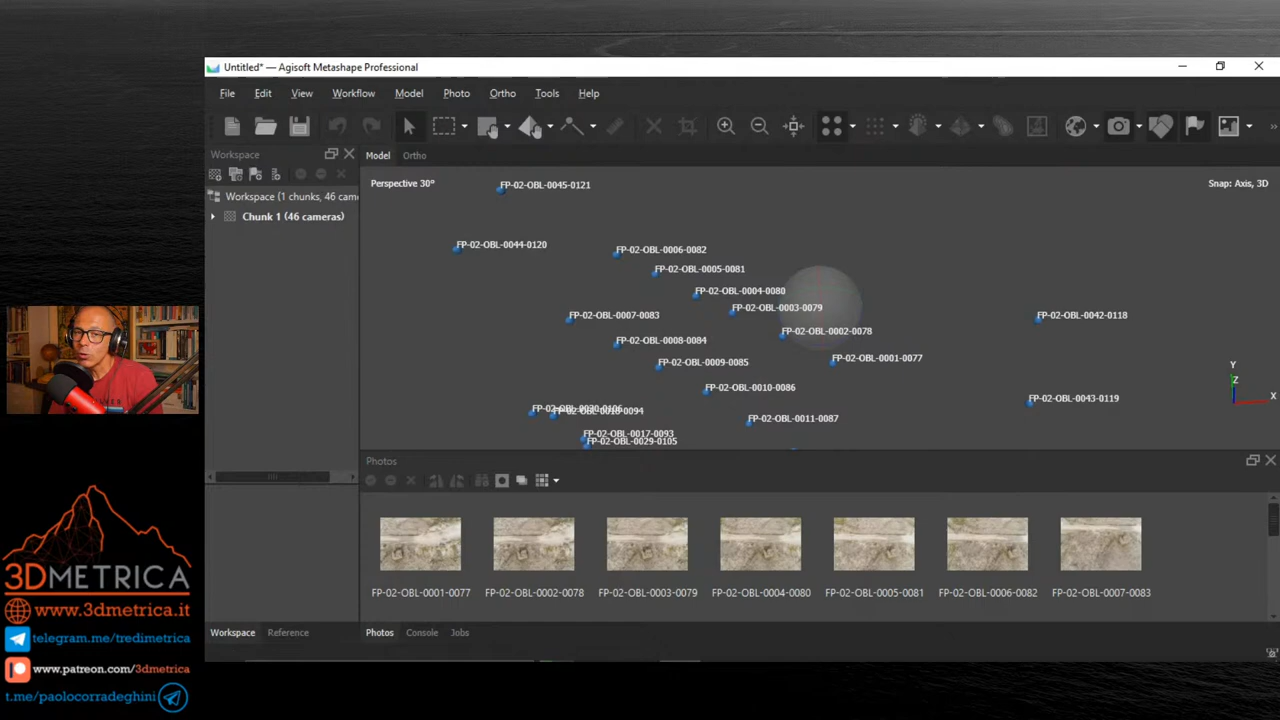 Untitled* — Agisoft Metashape Professional
File Edit View Workflow Model Photo Ortho Tools Help
Workspace
Model Ortho
Workspace (1 chunks, 46 cam
Chunk 1 (46 cameras)
Perspective 30°
Snap: Axis, 3D
FP-02-OBL-0045-0121
FP-02-OBL-0044-0120
FP-02-OBL-0006-0082
FP-02-OBL-0005-0081
FP-02-OBL-0004-0080
FP-02-OBL-0003-0079
FP-02-OBL-0007-0083
FP-02-OBL-0042-0118
FP-02-OBL-0002-0078
FP-02-OBL-0008-0084
FP-02-OBL-0001-0077
FP-02-OBL-0009-0085
FP-02-OBL-0010-0086
FP-02-OBL-0043-0119
FP-02-OBL-0011-0087
FP-02-OBL-0017-0093
FP-02-OBL-0029-0105
Y
Z
X
Photos
FP-02-OBL-0001-0077 FP-02-OBL-0002-0078 FP-02-OBL-0003-0079 FP-02-OBL-0004-0080 FP-02-OBL-0005-0081 FP-02-OBL-0006-0082 FP-02-OBL-0007-0083
Workspace Reference
Photos Console Jobs
3DMETRICA
www.3dmetrica.it
telegram.me/tredimetrica
www.patreon.com/3dmetrica
t.me/paolocorradeghini